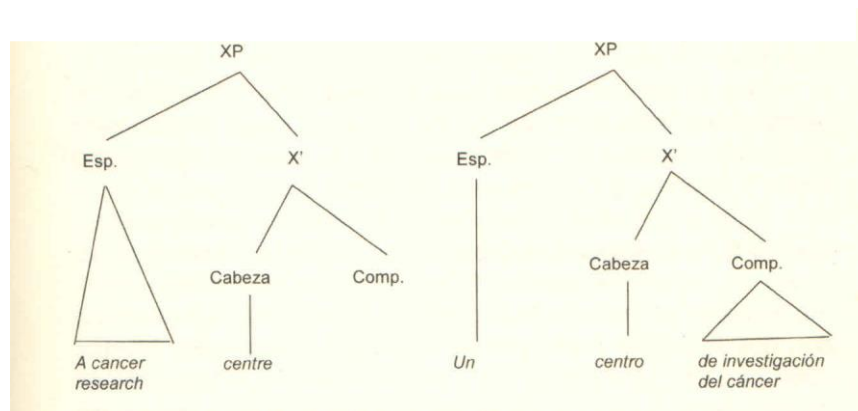 XP XP
Esp. X' Esp. X'
Cabeza Comp. Cabeza Comp.
A cancer research centre Un centro de investigación del cáncer